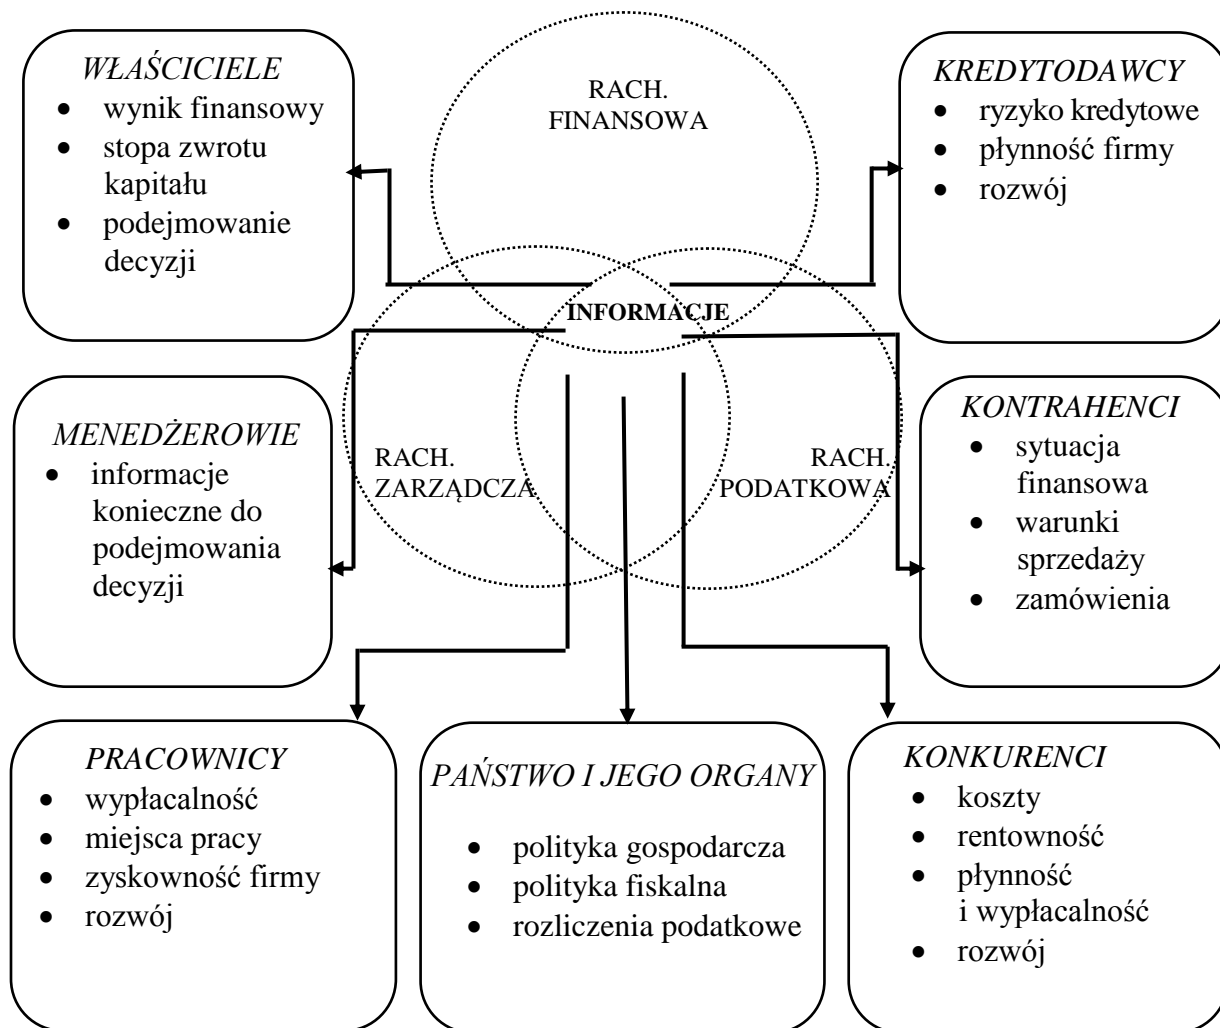 WŁAŚCICIELE
• wynik finansowy
• stopa zwrotu
kapitału
• podejmowanie
decyzji
RACH.
FINANSOWA
KREDYTODAWCY
• ryzyko kredytowe
• płynność firmy
• rozwój
INFORMACJE
MENEDŻEROWIE
• informacje
konieczne do
podejmowania
decyzji
RACH.
ZARZĄDCZA
RACH.
PODATKOWA
KONTRAHENCI
• sytuacja
finansowa
• warunki
sprzedaży
• zamówienia
PRACOWNICY
• wypłacalność
• miejsca pracy
• zyskowność firmy
• rozwój
PAŃSTWO I JEGO ORGANY
• polityka gospodarcza
• polityka fiskalna
• rozliczenia podatkowe
KONKURENCI
• koszty
• rentowność
• płynność
i wypłacalność
• rozwój